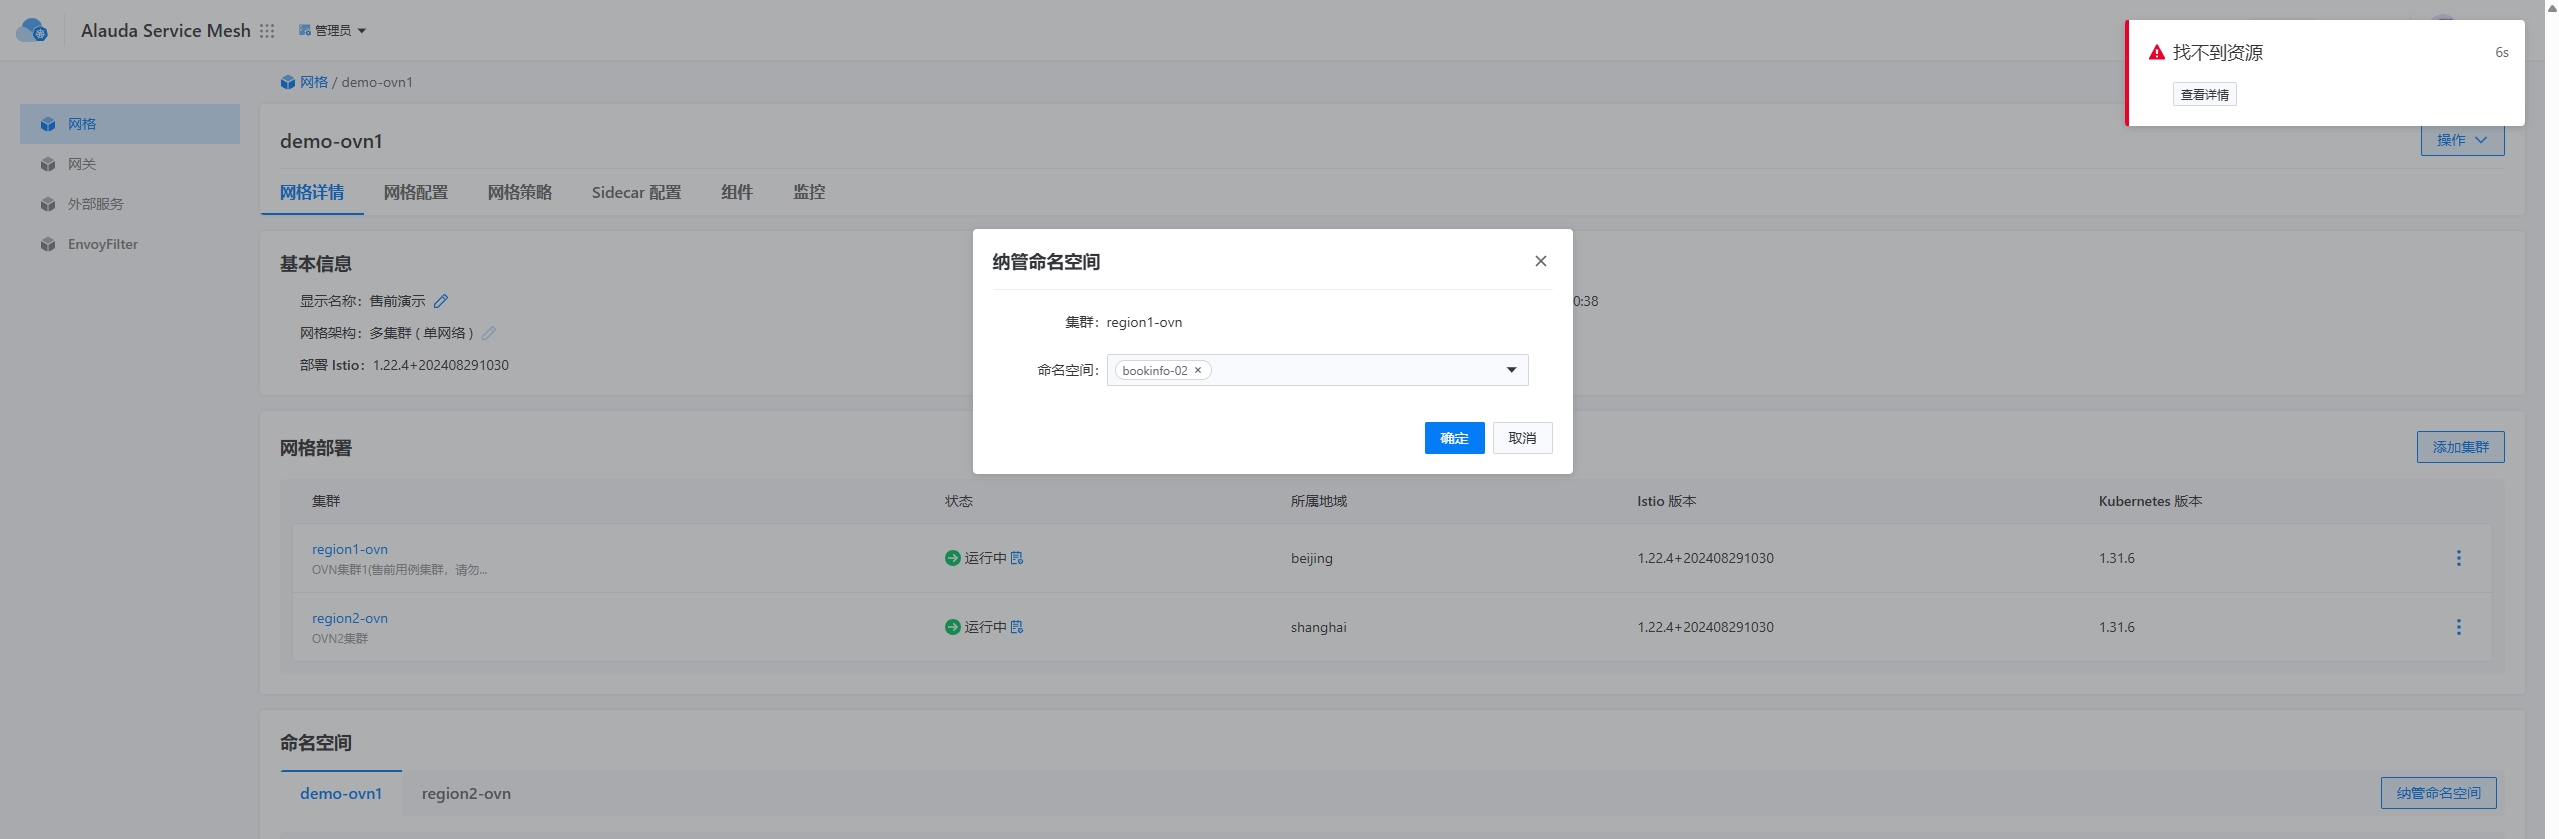 Alauda Service Mesh
管理员
找不到资源
6s
查看详情
网格 / demo-ovn1
网格
网关
外部服务
EnvoyFilter
demo-ovn1
操作
网格详情
网格配置
网格策略
Sidecar 配置
组件
监控
基本信息
显示名称：售前演示
0:38
网格架构：多集群 ( 单网络 )
部署 Istio：1.22.4+202408291030
纳管命名空间
集群：region1-ovn
命名空间：bookinfo-02
确定
取消
网格部署
添加集群
集群
状态
所属地域
Istio 版本
Kubernetes 版本
region1-ovn
OVN集群1(售前用例集群，请勿...
运行中
beijing
1.22.4+202408291030
1.31.6
region2-ovn
OVN2集群
运行中
shanghai
1.22.4+202408291030
1.31.6
命名空间
demo-ovn1
region2-ovn
纳管命名空间